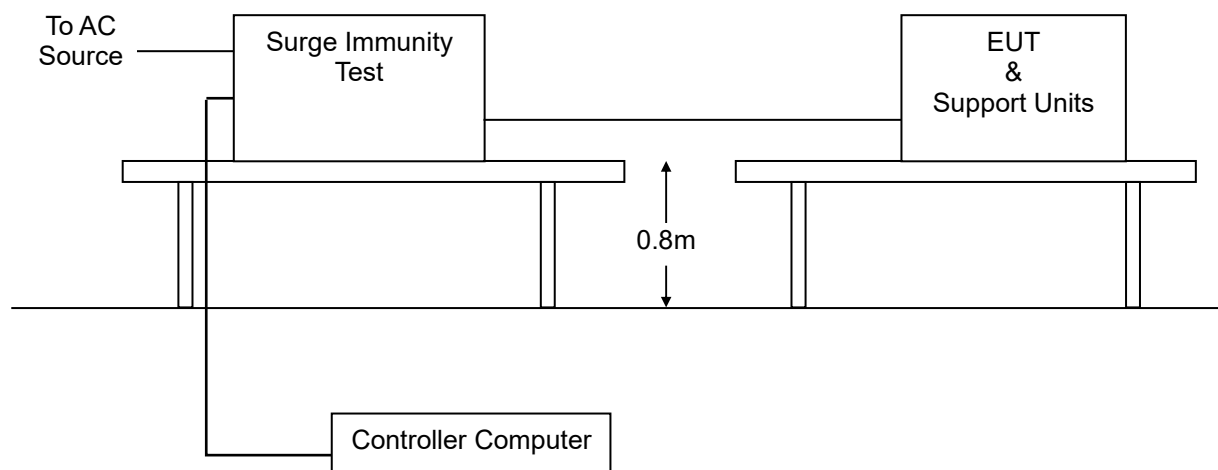 To AC
Source
Surge Immunity
Test
EUT
&
Support Units
0.8m
Controller Computer